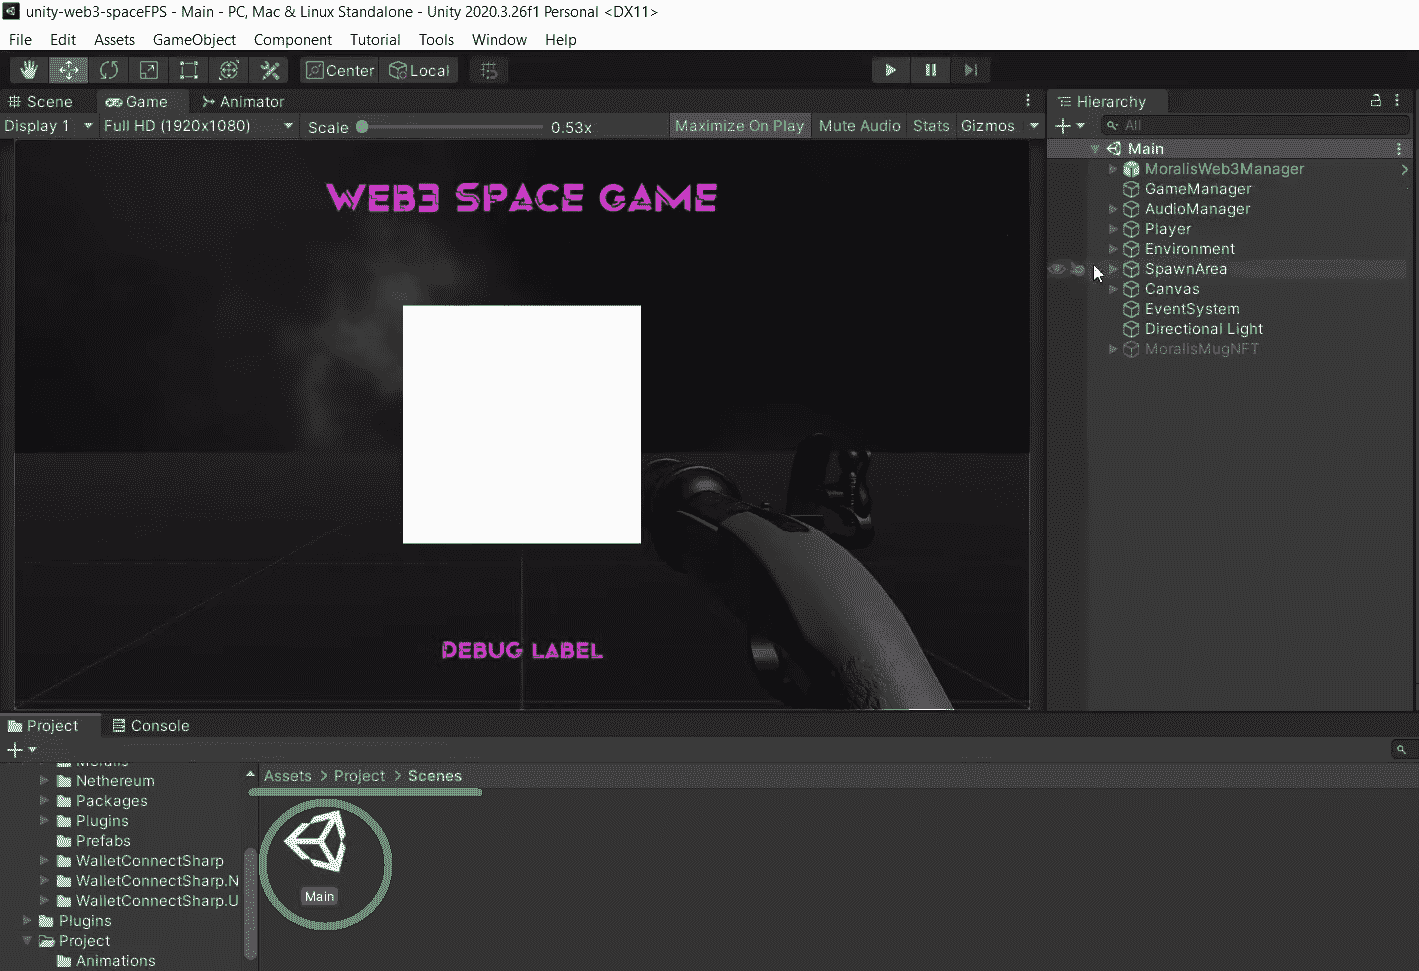 unity-web3-spaceFPS - Main - PC, Mac & Linux Standalone - Unity 2020.3.26f1 Personal <DX11>
File Edit Assets GameObject Component Tutorial Tools Window Help
Center Local
Scene Game Animator
Display 1 Full HD (1920x1080) Scale 0.53x Maximize On Play Mute Audio Stats Gizmos
WEB3 SPACE GAME
DEBUG LABEL
Hierarchy
All
Main
MoralisWeb3Manager
GameManager
AudioManager
Player
Environment
SpawnArea
Canvas
EventSystem
Directional Light
MoralisMugNFT
Project Console
Moralis
Nethereum
Packages
Plugins
Prefabs
WalletConnectSharp
WalletConnectSharp.N
WalletConnectSharp.U
Plugins
Project
Animations
Assets > Project > Scenes
Main